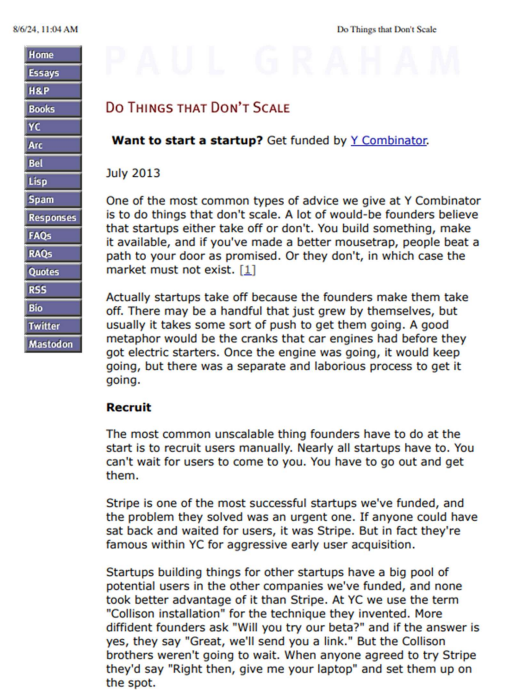 8/6/24, 11:04 AM
Do Things that Don't Scale
Home
Essays
H&P
Books
YC
Arc
Bel
Lisp
Spam
Responses
FAQs
RAQs
Quotes
RSS
Bio
Twitter
Mastodon
PAUL GRAHAM
DO THINGS THAT DON'T SCALE
Want to start a startup? Get funded by Y Combinator.
July 2013
One of the most common types of advice we give at Y Combinator
is to do things that don't scale. A lot of would-be founders believe
that startups either take off or don't. You build something, make
it available, and if you've made a better mousetrap, people beat a
path to your door as promised. Or they don't, in which case the
market must not exist. [1]
Actually startups take off because the founders make them take
off. There may be a handful that just grew by themselves, but
usually it takes some sort of push to get them going. A good
metaphor would be the cranks that car engines had before they
got electric starters. Once the engine was going, it would keep
going, but there was a separate and laborious process to get it
going.
Recruit
The most common unscalable thing founders have to do at the
start is to recruit users manually. Nearly all startups have to. You
can't wait for users to come to you. You have to go out and get
them.
Stripe is one of the most successful startups we've funded, and
the problem they solved was an urgent one. If anyone could have
sat back and waited for users, it was Stripe. But in fact they're
famous within YC for aggressive early user acquisition.
Startups building things for other startups have a big pool of
potential users in the other companies we've funded, and none
took better advantage of it than Stripe. At YC we use the term
"Collison installation" for the technique they invented. More
diffident founders ask "Will you try our beta?" and if the answer is
yes, they say "Great, we'll send you a link." But the Collison
brothers weren't going to wait. When anyone agreed to try Stripe
they'd say "Right then, give me your laptop" and set them up on
the spot.